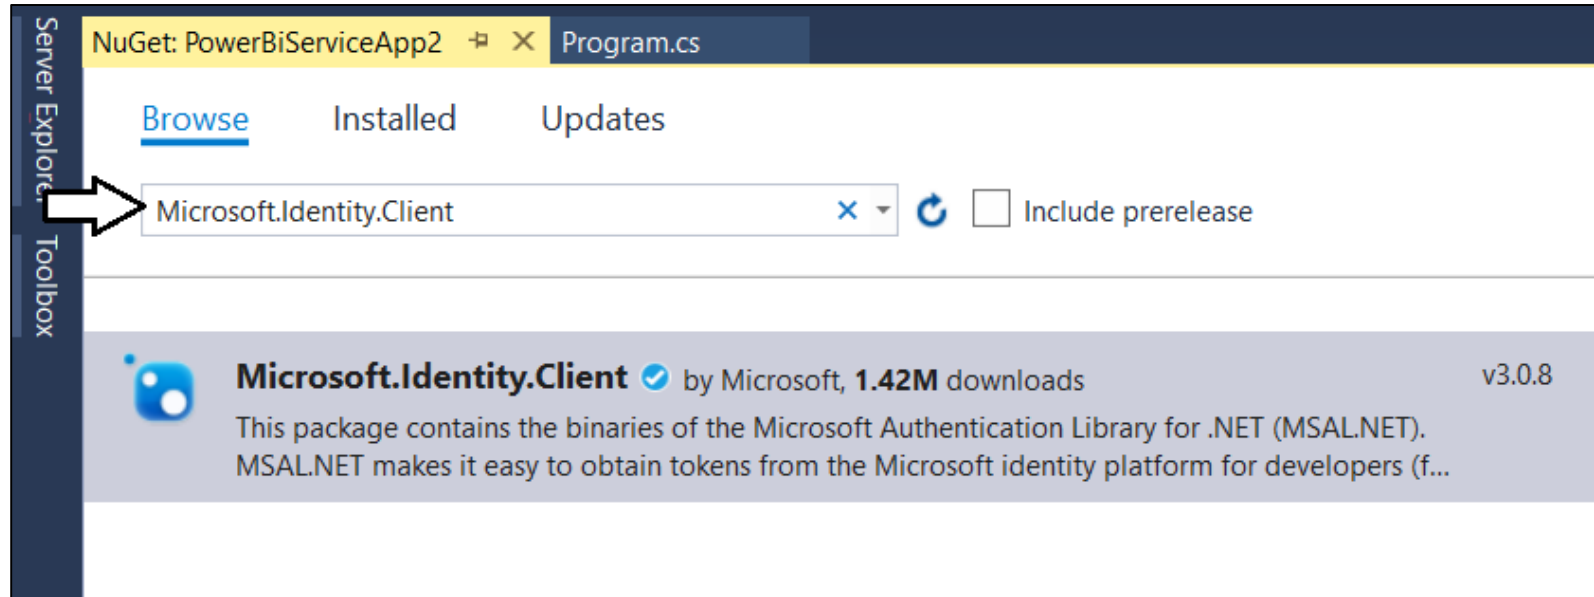 Server Explorer
Toolbox
NuGet: PowerBiServiceApp2
Program.cs
Browse Installed Updates
Microsoft.Identity.Client
Include prerelease
Microsoft.Identity.Client by Microsoft, 1.42M downloads v3.0.8
This package contains the binaries of the Microsoft Authentication Library for .NET (MSAL.NET).
MSAL.NET makes it easy to obtain tokens from the Microsoft identity platform for developers (f...